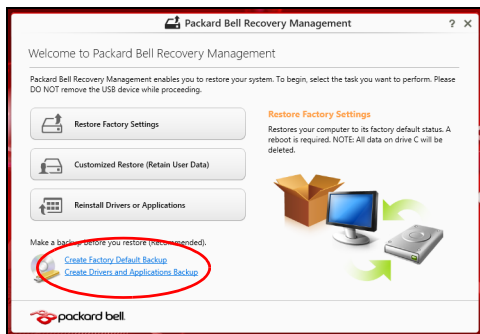 Packard Bell Recovery Management
? ×
Welcome to Packard Bell Recovery Management
Packard Bell Recovery Management enables you to restore your system. To begin, select the task you want to perform. Please
DO NOT remove the USB device while proceeding.
Restore Factory Settings
Customized Restore (Retain User Data)
Reinstall Drivers or Applications
Restore Factory Settings
Restores your computer to its factory default status. A
reboot is required. NOTE: All data on drive C will be
deleted.
Make a backup before you restore (Recommended).
Create Factory Default Backup
Create Drivers and Applications Backup
packard bell